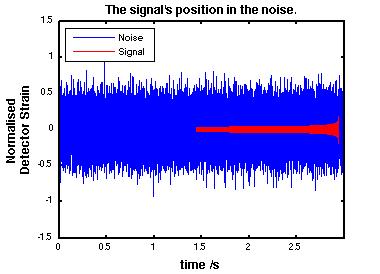 The signal's position in the noise.
1.5
1
0.5
0
-0.5
-1
-1.5
Noise
Signal
Normalised
Detector Strain
0 0.5 1 1.5 2 2.5
time /s